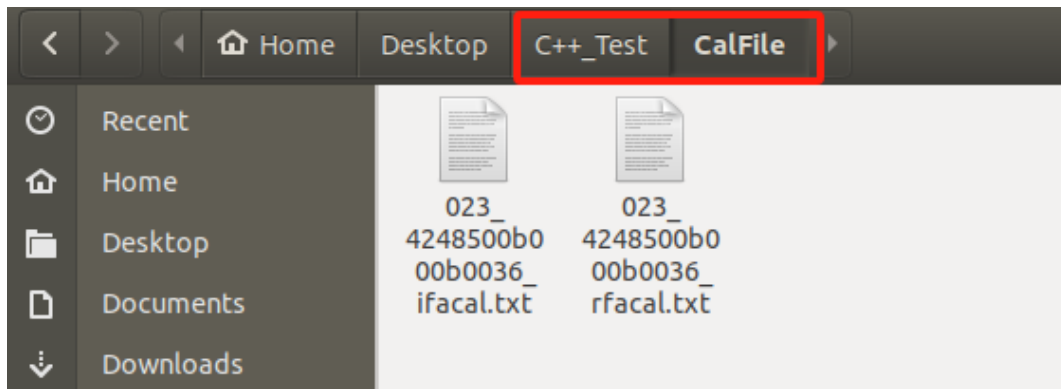 Home Desktop C++_Test CalFile
Recent
Home
Desktop
Documents
Downloads
023_
4248500b0
00b0036_
ifacal.txt
023_
4248500b0
00b0036_
rfacal.txt